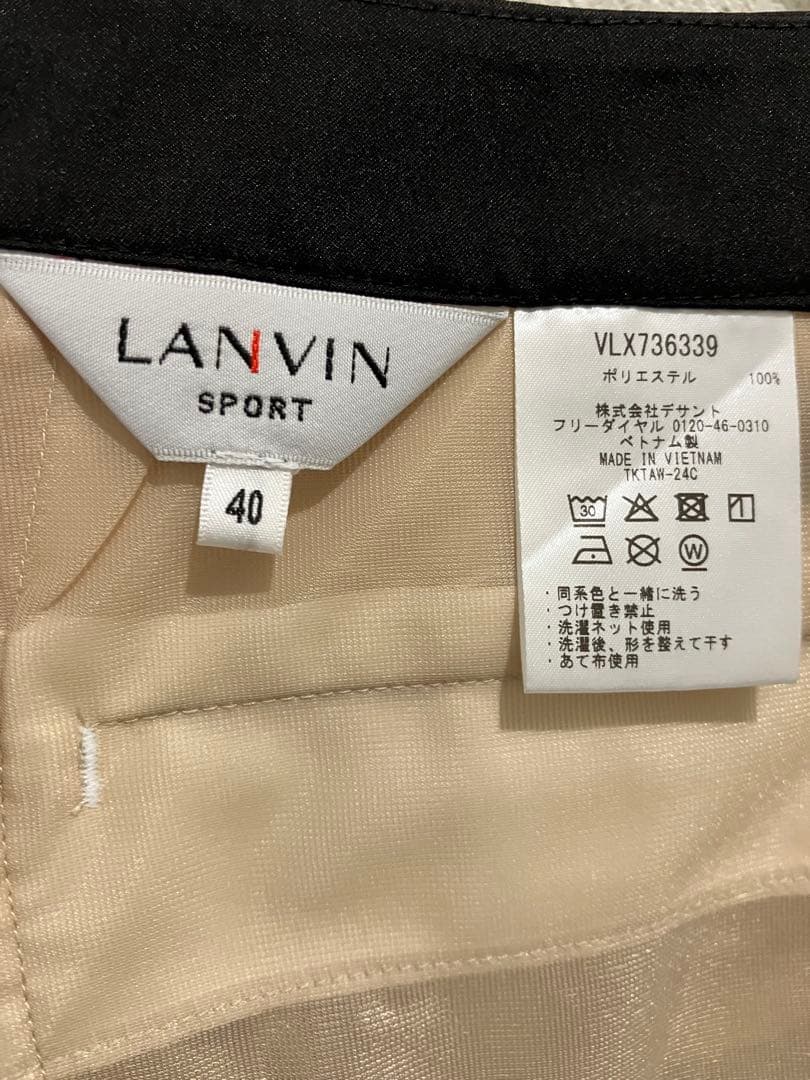 LANVIN
SPORT
40
VLX736339
ポリエステル 100%
株式会社デサント
フリーダイヤル 0120-46-0310
ベトナム製
MADE IN VIETNAM
TKTAW-24C
30
W
・同系色と一緒に洗う
・つけ置き禁止
・洗濯ネット使用
・洗濯後、形を整えて干す
・あて布使用